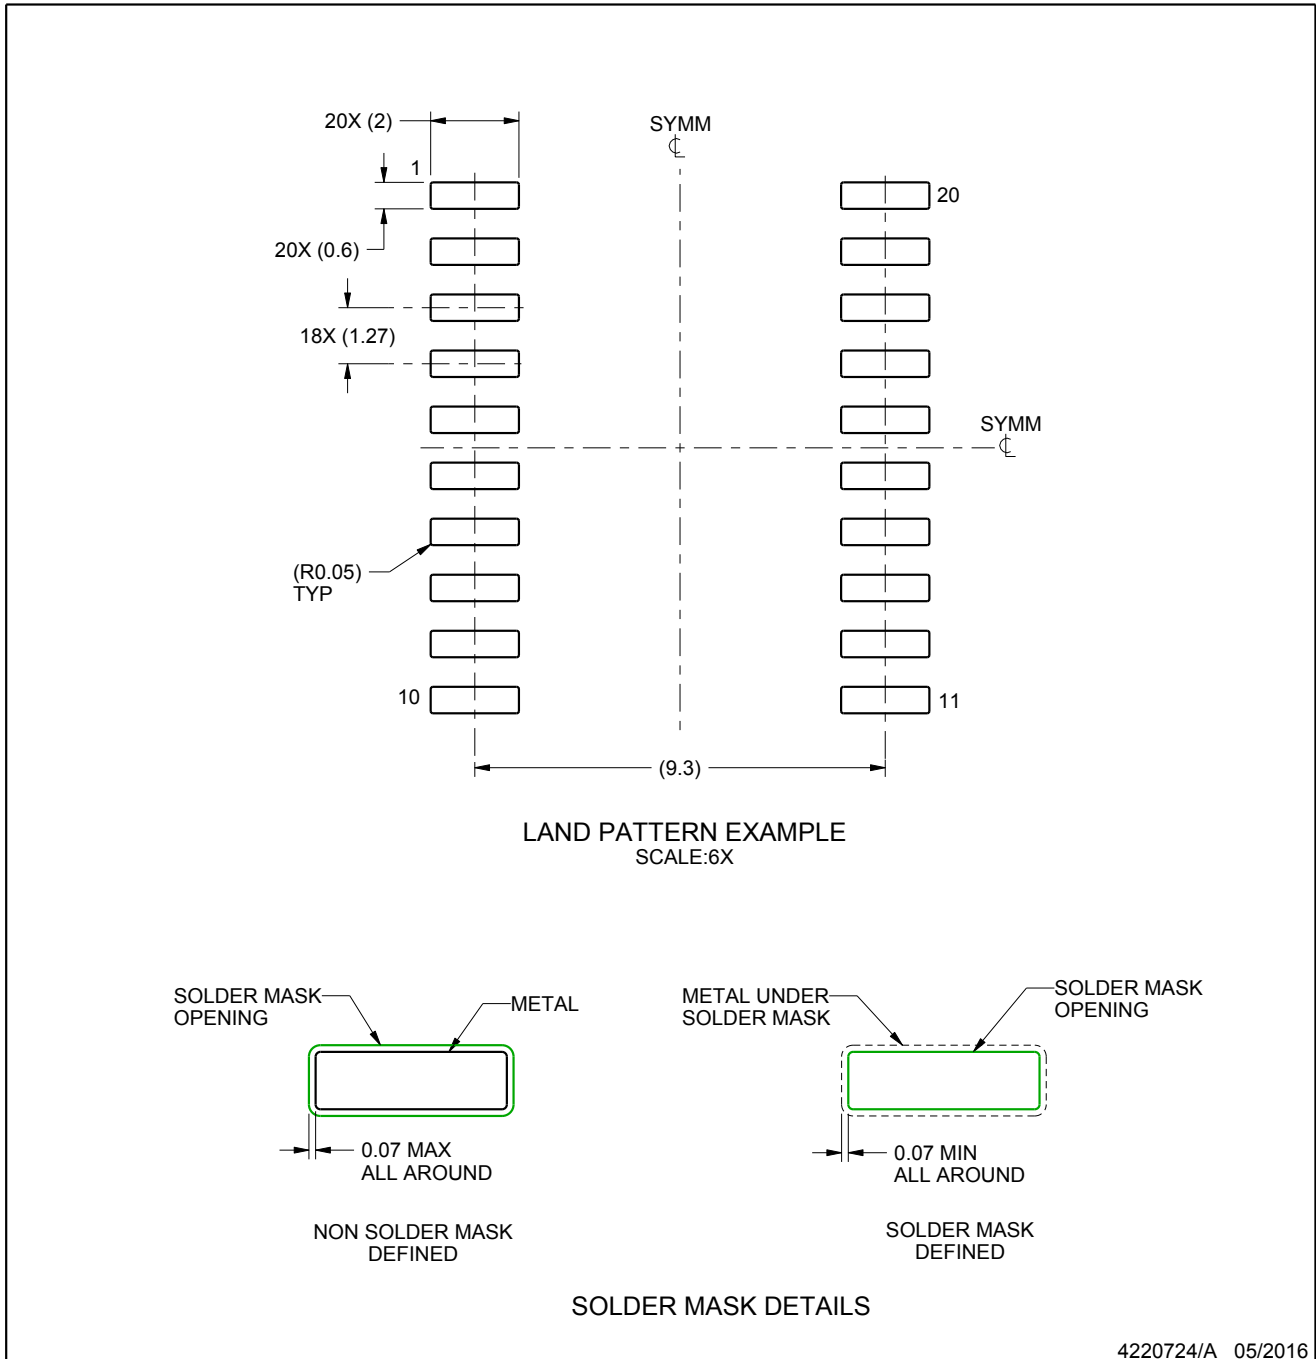 20X (2)
SYMM
℄
1
20
20X (0.6)
18X (1.27)
SYMM
℄
(R0.05)
TYP
10
11
(9.3)
LAND PATTERN EXAMPLE
SCALE:6X
SOLDER MASK
OPENING
METAL
METAL UNDER
SOLDER MASK
SOLDER MASK
OPENING
0.07 MAX
ALL AROUND
0.07 MIN
ALL AROUND
NON SOLDER MASK
DEFINED
SOLDER MASK
DEFINED
SOLDER MASK DETAILS
4220724/A 05/2016